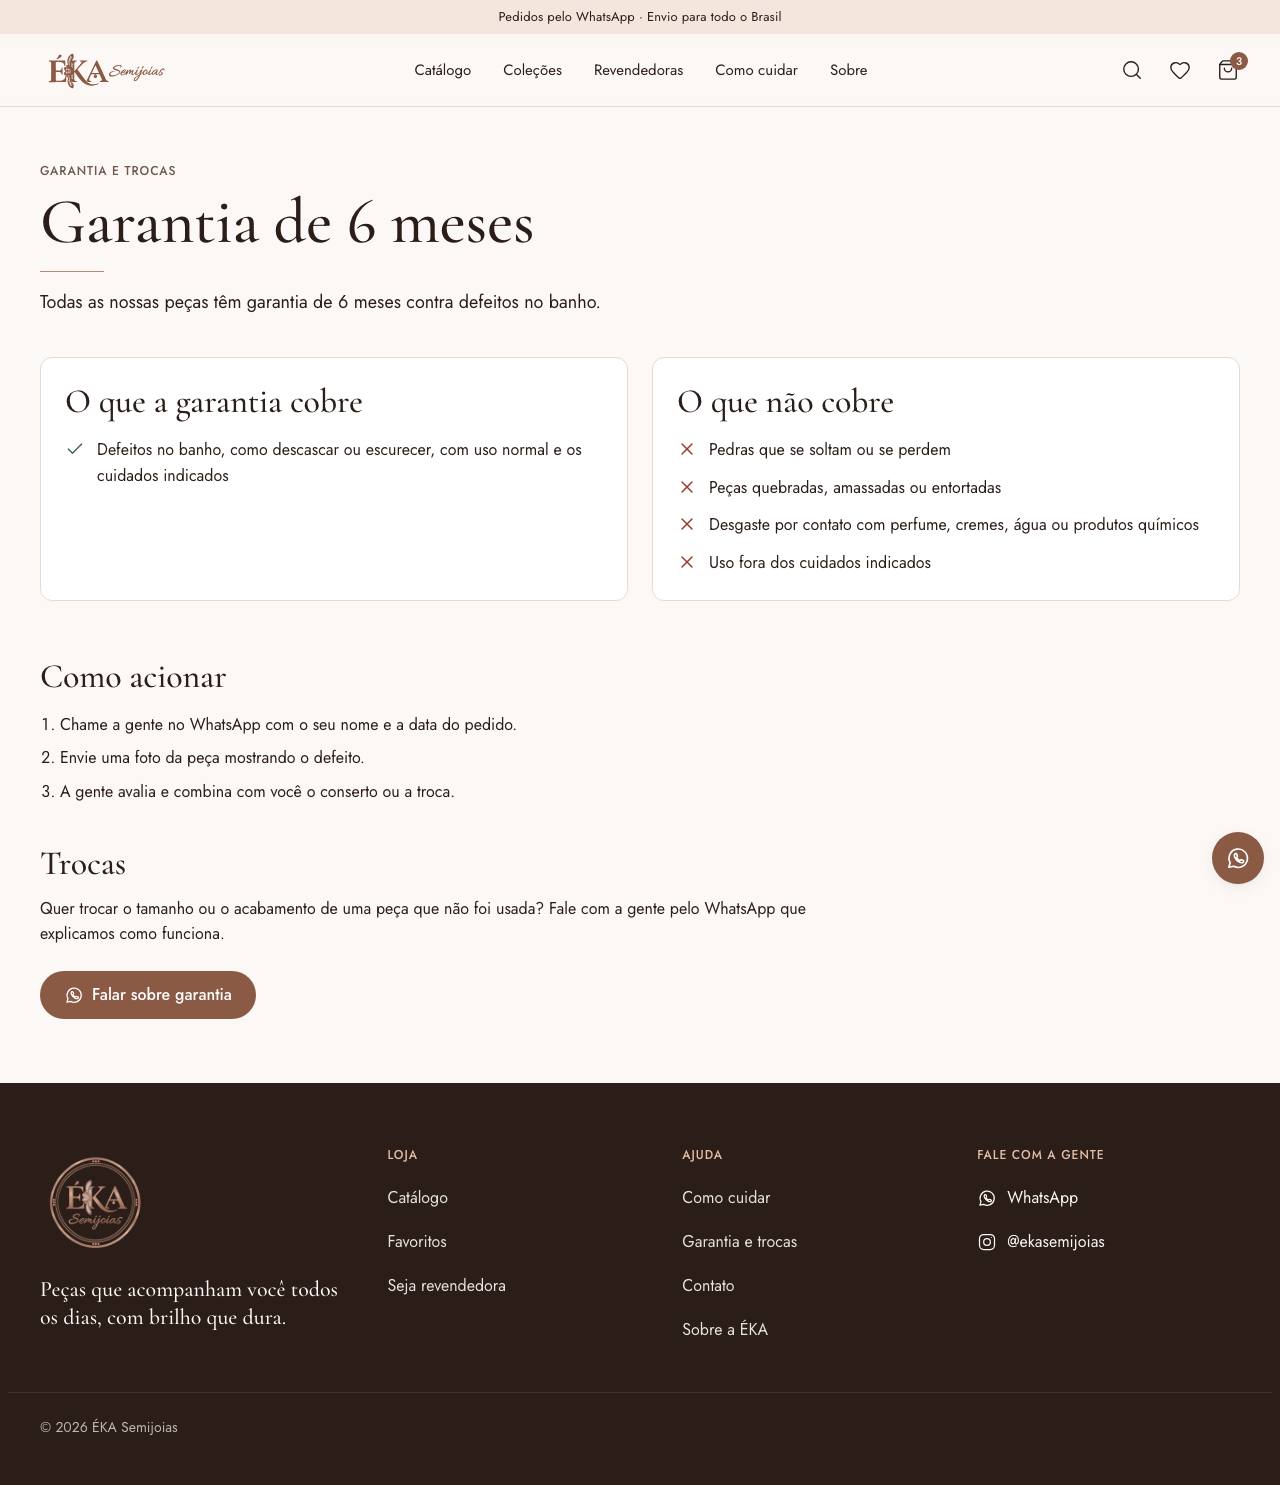 Pedidos pelo WhatsApp · Envio para todo o Brasil
ÉKA Semijoias
Catálogo
Coleções
Revendedoras
Como cuidar
Sobre
3
GARANTIA E TROCAS
Garantia de 6 meses
Todas as nossas peças têm garantia de 6 meses contra defeitos no banho.
O que a garantia cobre
Defeitos no banho, como descascar ou escurecer, com uso normal e os
cuidados indicados
O que não cobre
Pedras que se soltam ou se perdem
Peças quebradas, amassadas ou entortadas
Desgaste por contato com perfume, cremes, água ou produtos químicos
Uso fora dos cuidados indicados
Como acionar
1. Chame a gente no WhatsApp com o seu nome e a data do pedido.
2. Envie uma foto da peça mostrando o defeito.
3. A gente avalia e combina com você o conserto ou a troca.
Trocas
Quer trocar o tamanho ou o acabamento de uma peça que não foi usada? Fale com a gente pelo WhatsApp que
explicamos como funciona.
Falar sobre garantia
ÉKA
Semijoias
Peças que acompanham você todos
os dias, com brilho que dura.
LOJA
Catálogo
Favoritos
Seja revendedora
AJUDA
Como cuidar
Garantia e trocas
Contato
Sobre a ÉKA
FALE COM A GENTE
WhatsApp
@ekasemijoias
© 2026 ÉKA Semijoias